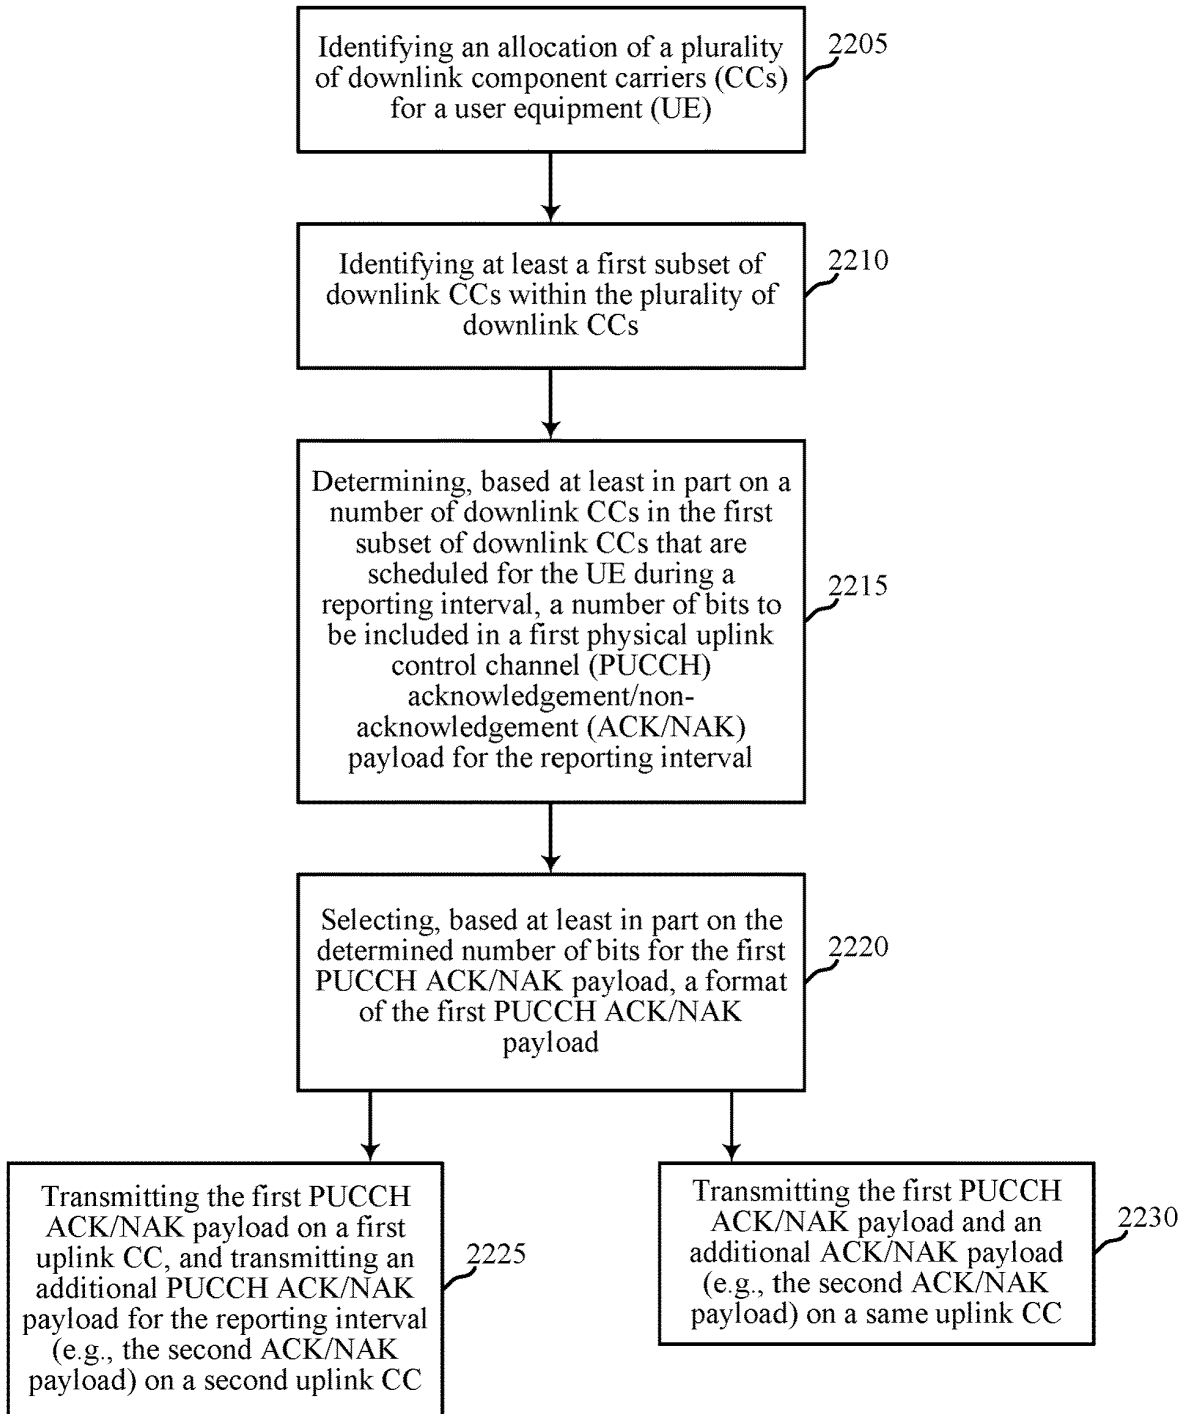 Identifying an allocation of a plurality
of downlink component carriers (CCs)
for a user equipment (UE)
2205
Identifying at least a first subset of
downlink CCs within the plurality of
downlink CCs
2210
Determining, based at least in part on a
number of downlink CCs in the first
subset of downlink CCs that are
scheduled for the UE during a
reporting interval, a number of bits to
be included in a first physical uplink
control channel (PUCCH)
acknowledgement/non-
acknowledgement (ACK/NAK)
payload for the reporting interval
2215
Selecting, based at least in part on the
determined number of bits for the first
PUCCH ACK/NAK payload, a format
of the first PUCCH ACK/NAK
payload
2220
Transmitting the first PUCCH
ACK/NAK payload on a first
uplink CC, and transmitting an
additional PUCCH ACK/NAK
payload for the reporting interval
(e.g., the second ACK/NAK
payload) on a second uplink CC
2225
Transmitting the first PUCCH
ACK/NAK payload and an
additional ACK/NAK payload
(e.g., the second ACK/NAK
payload) on a same uplink CC
2230